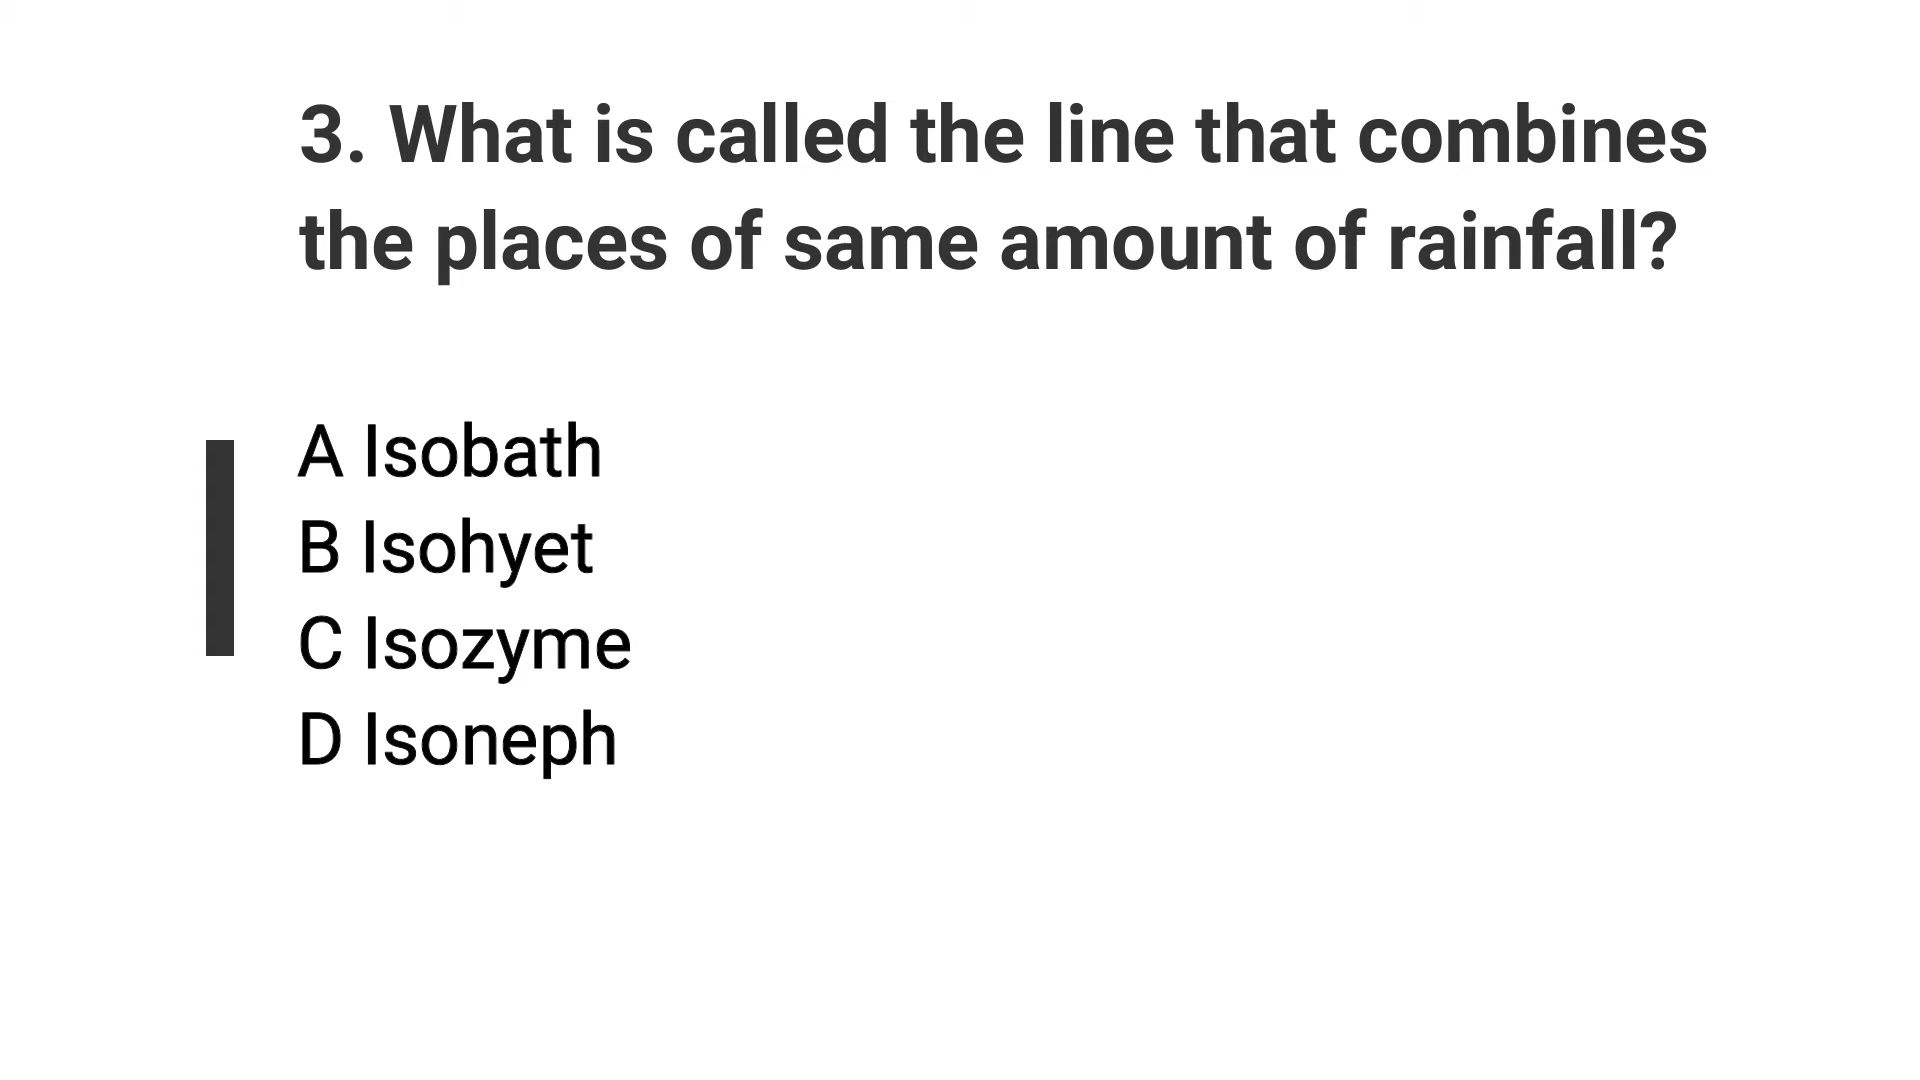 3. What is called the line that combines
the places of same amount of rainfall?
A Isobath
B Isohyet
C Isozyme
D Isoneph